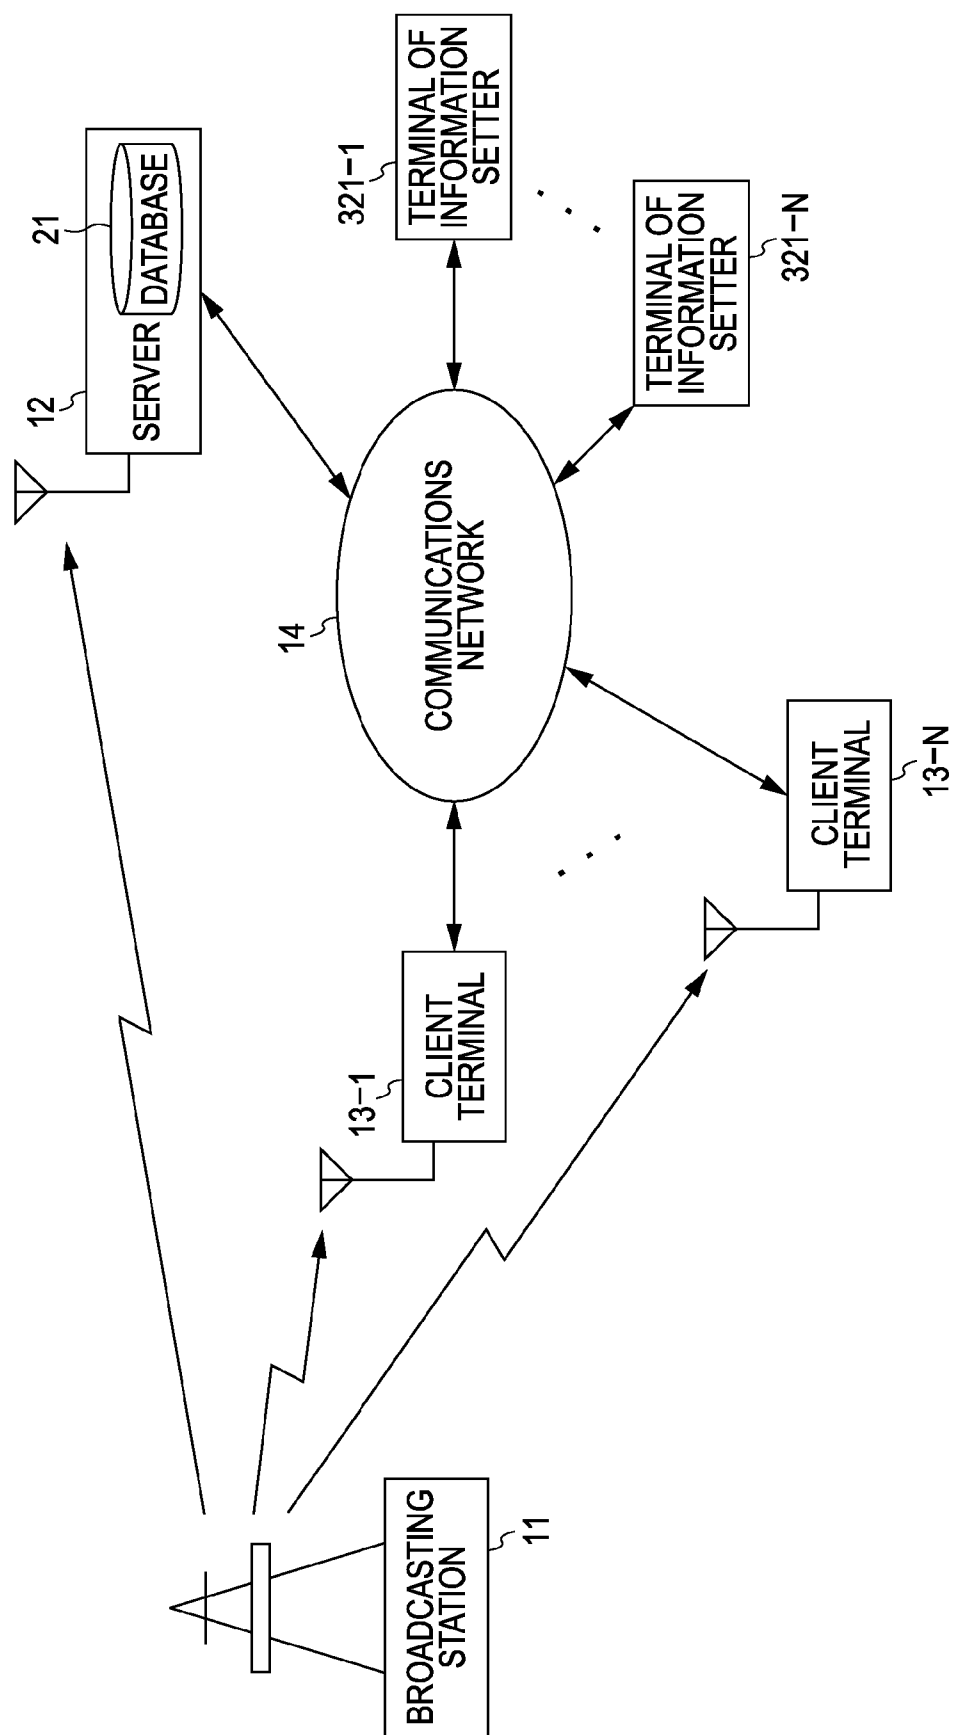 12
SERVER
21
DATABASE
321-1
TERMINAL OF
INFORMATION
SETTER
TERMINAL OF
INFORMATION
SETTER
321-N
14
COMMUNICATIONS
NETWORK
13-1
CLIENT
TERMINAL
CLIENT
TERMINAL
13-N
BROADCASTING
STATION
11